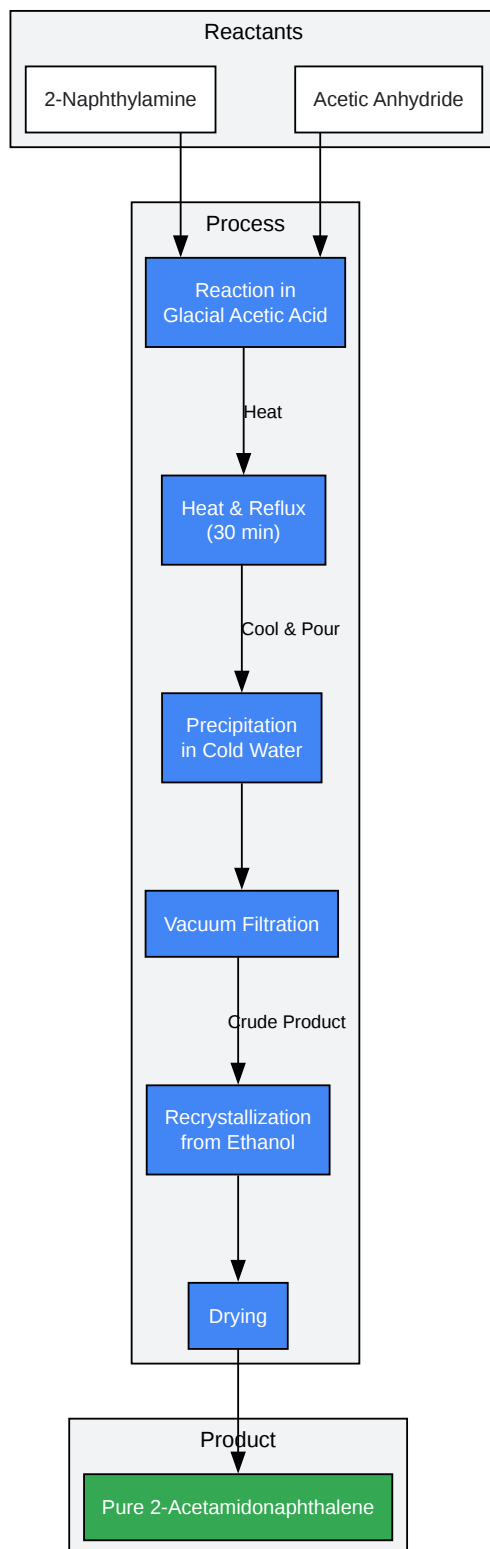 Reactants
2-Naphthylamine
Acetic Anhydride
Process
Reaction in
Glacial Acetic Acid
Heat
Heat & Reflux
(30 min)
Cool & Pour
Precipitation
in Cold Water
Vacuum Filtration
Crude Product
Recrystallization
from Ethanol
Drying
Product
Pure 2-Acetamidonaphthalene